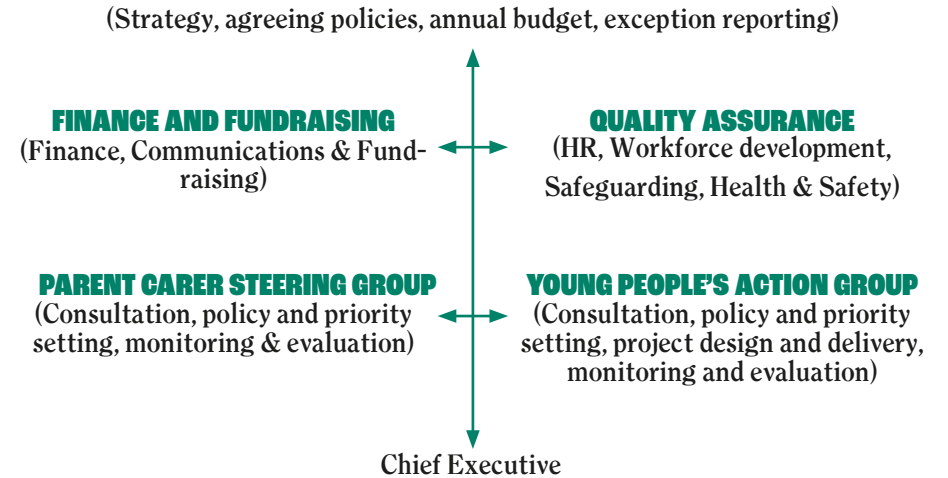 (Strategy, agreeing policies, annual budget, exception reporting)
FINANCE AND FUNDRAISING
(Finance, Communications & Fund-
raising)
QUALITY ASSURANCE
(HR, Workforce development,
Safeguarding, Health & Safety)
PARENT CARER STEERING GROUP
(Consultation, policy and priority
setting, monitoring & evaluation)
YOUNG PEOPLE'S ACTION GROUP
(Consultation, policy and priority
setting, project design and delivery,
monitoring and evaluation)
Chief Executive